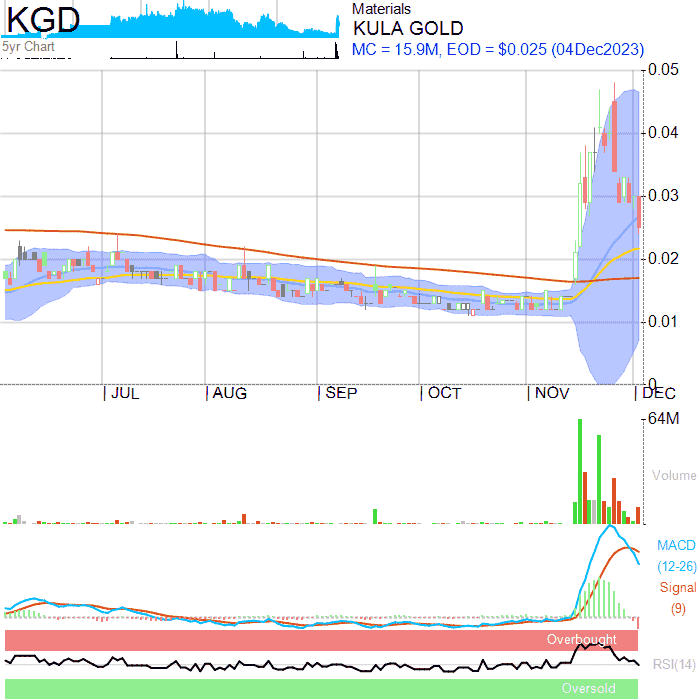 KGD
5yr Chart
Materials
KULA GOLD
MC = 15.9M, EOD = $0.025 (04Dec2023)
0.05
0.04
0.03
0.02
0.01
0
JUL AUG SEP OCT NOV DEC
64M
Volume
MACD
(12-26)
Signal
(9)
Overbought
RSI(14)
Oversold